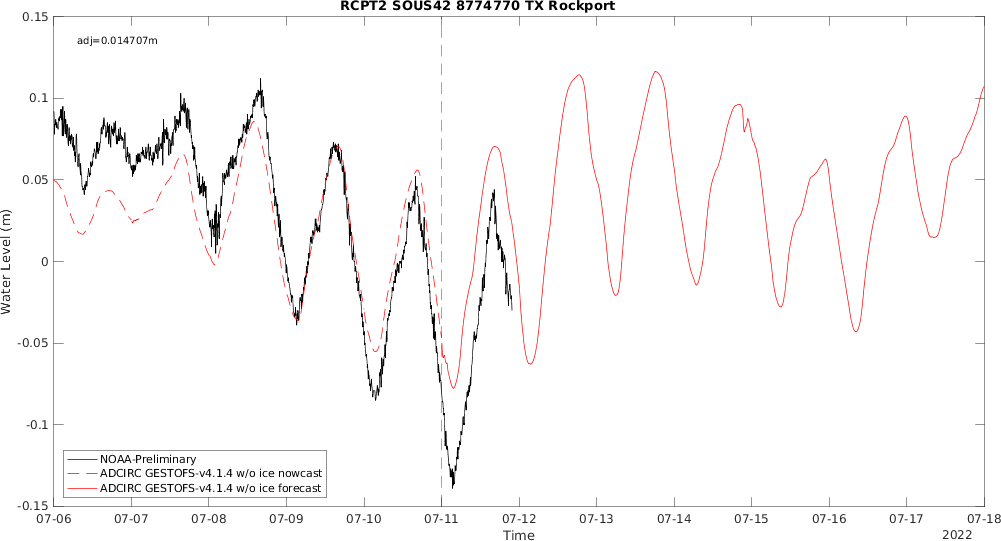 RCPT2 SOUS42 8774770 TX Rockport
adj=0.014707m
0.15
0.1
0.05
0
-0.05
-0.1
-0.15
Water Level (m)
NOAA-Preliminary
ADCIRC GESTOFS-v4.1.4 w/o ice nowcast
ADCIRC GESTOFS-v4.1.4 w/o ice forecast
07-06 07-07 07-08 07-09 07-10 07-11 07-12 07-13 07-14 07-15 07-16 07-17 07-18
Time
2022